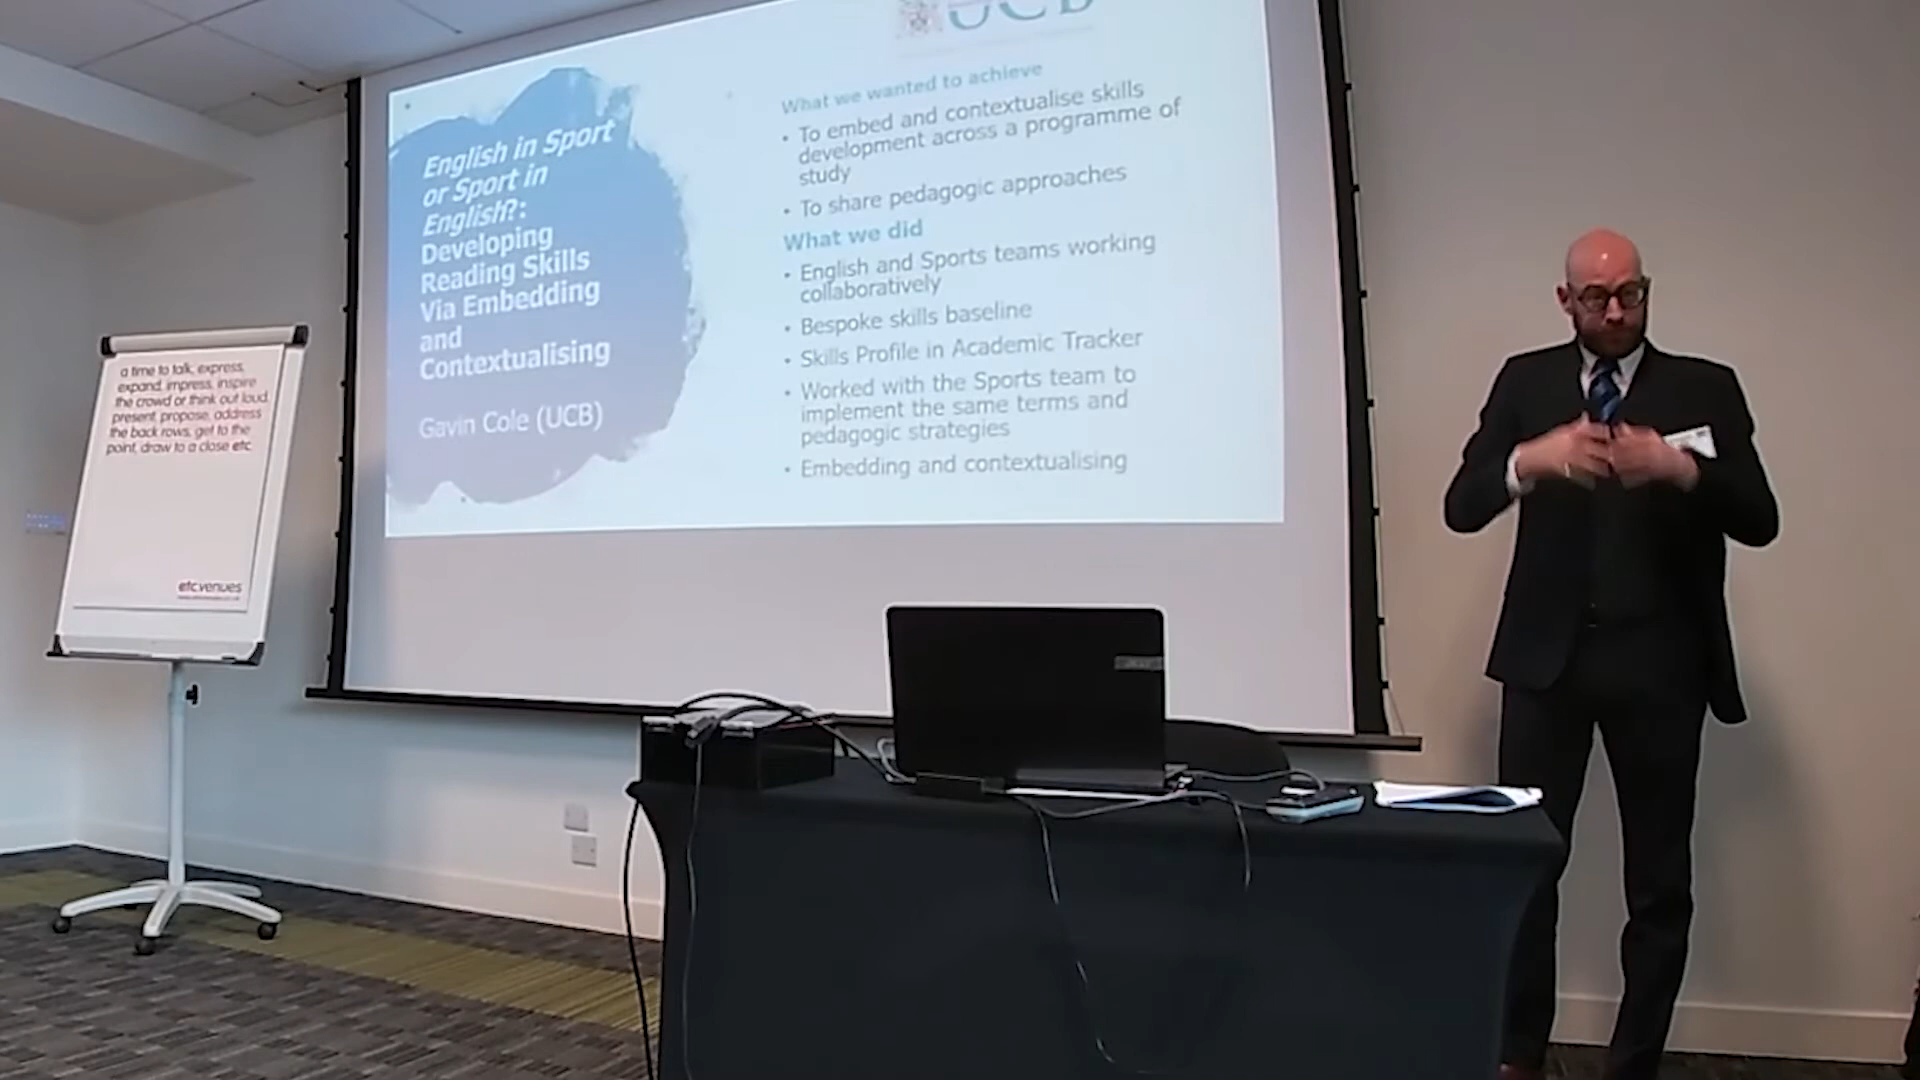 a time to talk, express,
expand, impress, inspire
the crowd or think out loud,
present, propose, address
the back rows, get to the
point, draw to a close etc.
etc.venues
English in Sport
or Sport in
English?:
Developing
Reading Skills
Via Embedding
and
Contextualising
Gavin Cole (UCB)
UCB
What we wanted to achieve
• To embed and contextualise skills
development across a programme of
study
• To share pedagogic approaches
What we did
• English and Sports teams working
collaboratively
• Bespoke skills baseline
• Skills Profile in Academic Tracker
• Worked with the Sports team to
implement the same terms and
pedagogic strategies
• Embedding and contextualising
acer